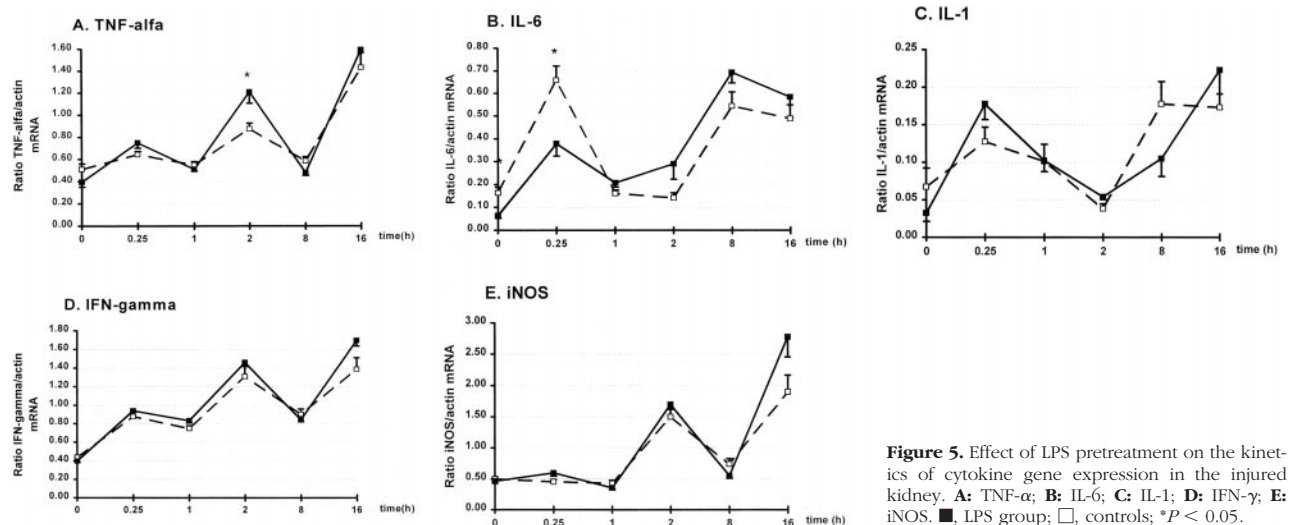 A. TNF-alfa
Ratio TNF-alfa/actin
mRNA
1.60
1.40
1.20
1.00
0.80
0.60
0.40
0.20
0.00
*
0 0.25 1 2 8 16 time(h)
B. IL-6
Ratio IL-6/actin mRNA
0.80
0.70
0.60
0.50
0.40
0.30
0.20
0.10
0.00
*
*
0 0.25 1 2 8 16 time (h)
C. IL-1
Ratio IL-1/actin mRNA
0.25
0.20
0.15
0.10
0.05
0.00
0 0.25 1 2 8 16 time (h)
D. IFN-gamma
Ratio IFN-gamma/actin
mRNA
1.80
1.60
1.40
1.20
1.00
0.80
0.60
0.40
0.20
0.00
0 0.25 1 2 8 16 time(h)
E. iNOS
Ratio iNOS/actin mRNA
3.00
2.50
2.00
1.50
1.00
0.50
0.00
0 0.25 1 2 8 16 time (h)
Figure 5. Effect of LPS pretreatment on the kinet-
ics of cytokine gene expression in the injured
kidney. A: TNF-α; B: IL-6; C: IL-1; D: IFN-γ; E:
iNOS. ■, LPS group; □, controls; *P < 0.05.